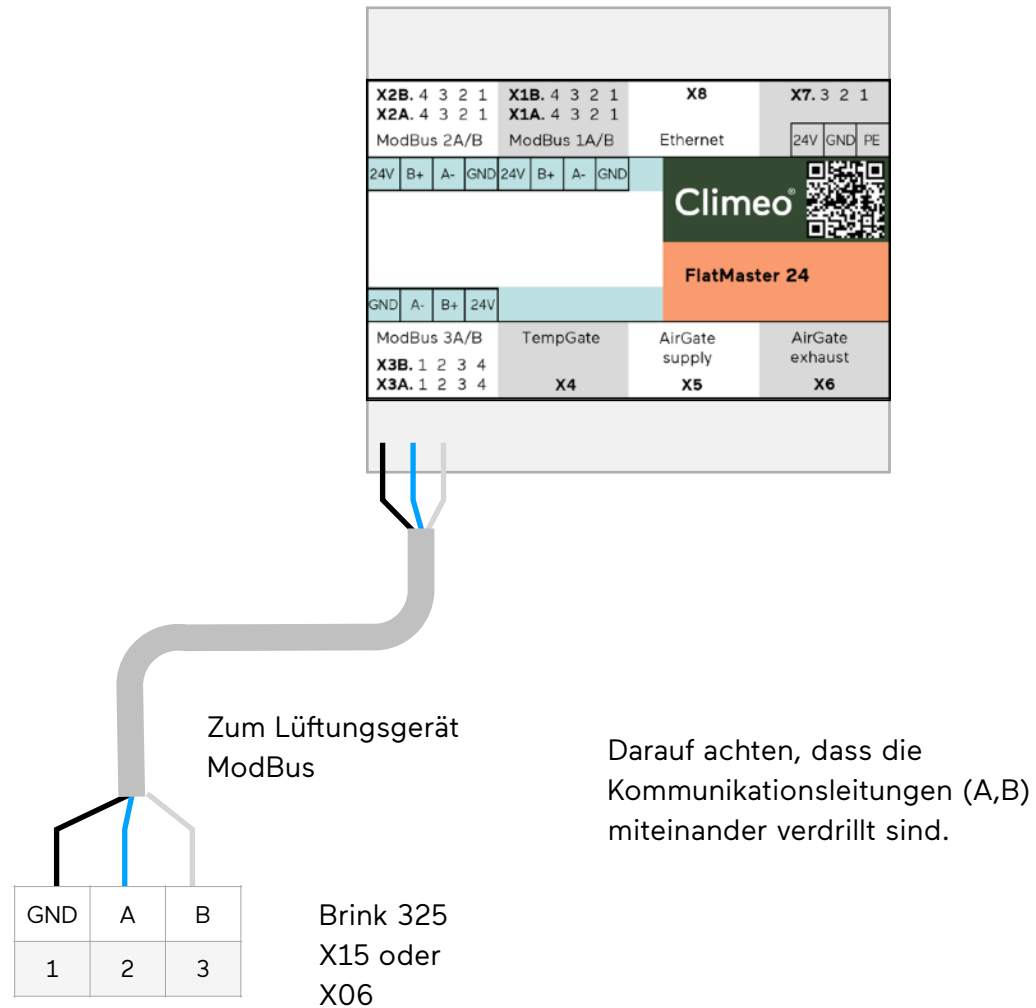 X2B. 4 3 2 1 X1B. 4 3 2 1 X8 X7. 3 2 1
X2A. 4 3 2 1 X1A. 4 3 2 1
ModBus 2A/B ModBus 1A/B Ethernet 24V GND PE
24V B+ A- GND 24V B+ A- GND
Climeo®
FlatMaster 24
GND A- B+ 24V
ModBus 3A/B TempGate AirGate supply AirGate exhaust
X3B. 1 2 3 4
X3A. 1 2 3 4 X4 X5 X6
Zum Lüftungsgerät
ModBus
Darauf achten, dass die
Kommunikationsleitungen (A,B)
miteinander verdrillt sind.
GND A B
1 2 3
Brink 325
X15 oder
X06